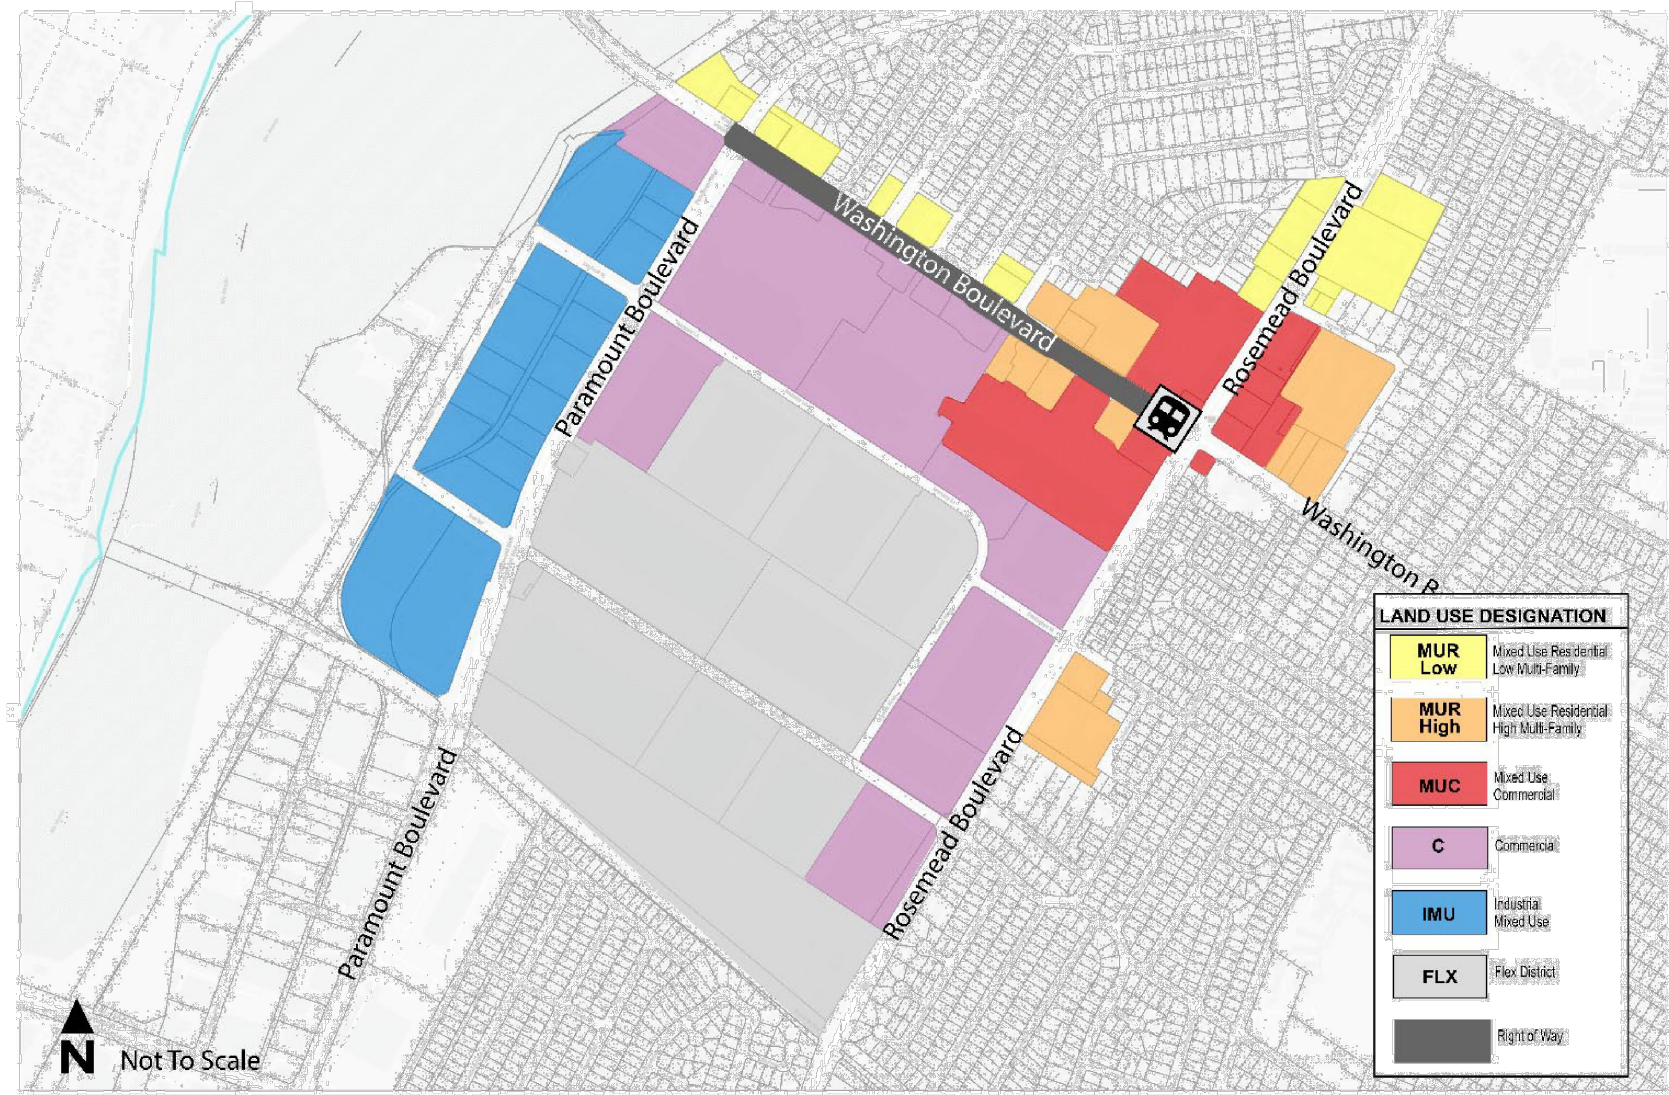 Washington Boulevard
Rosemead Boulevard
Paramount Boulevard
Washington B
Rosemead Boulevard
Paramount Boulevard
LAND USE DESIGNATION
MUR
Low
Mixed Use Residential
Low Multi-Family
MUR
High
Mixed Use Residential
High Multi-Family
MUC
Mixed Use
Commercial
C
Commercial
IMU
Industrial
Mixed Use
FLX
Flex District
Right of Way
N
Not To Scale